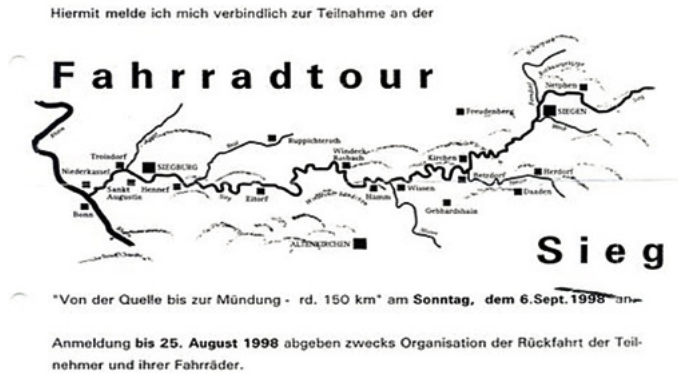 Hiermit melde ich mich verbindlich zur Teilnahme an der
Fahrradtour
Netphen
Freudenberg
SIEGEN
Ruppichteroth
Troisdorf
SIEGBURG
Windeck-
Rosbach
Kirchen
Niederkassel
Sankt
Augustin
Hennef
Eitorf
Hamm
Wissen
Betzdorf
Herdorf
Daaden
Bonn
Gebhardshain
ALTENKIRCHEN
Sieg
"Von der Quelle bis zur Mündung - rd. 150 km" am Sonntag, dem 6.Sept.1998 an-
Anmeldung bis 25. August 1998 abgeben zwecks Organisation der Rückfahrt der Teil-
nehmer und ihrer Fahrräder.